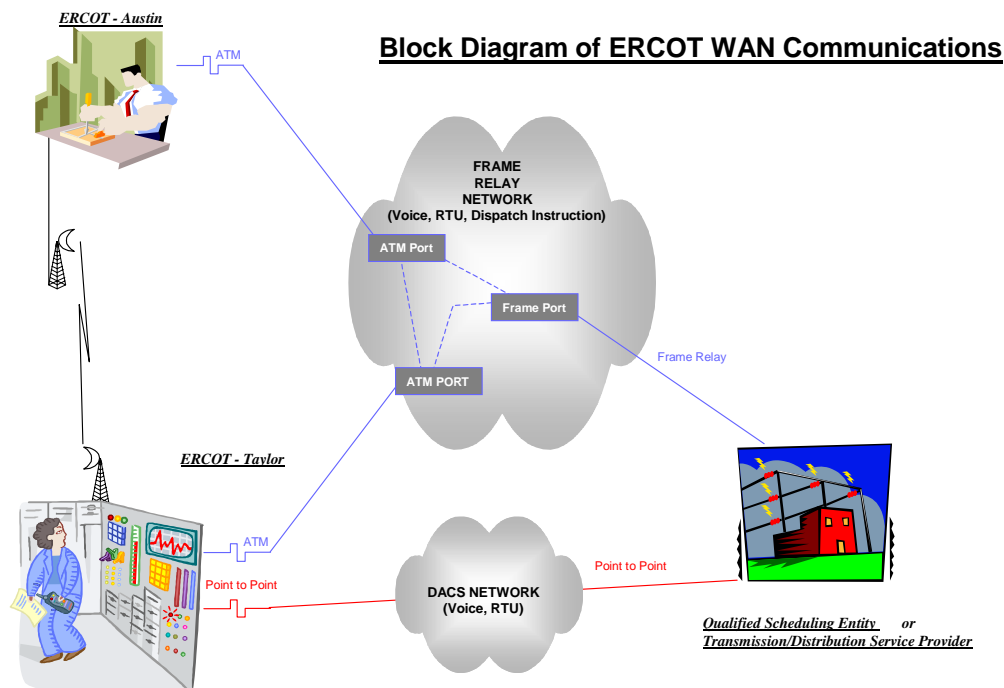 ERCOT - Austin
Block Diagram of ERCOT WAN Communications
ATM
FRAME
RELAY
NETWORK
(Voice, RTU, Dispatch Instruction)
ATM Port
Frame Port
Frame Relay
ATM PORT
ERCOT - Taylor
ATM
Point to Point
Point to Point
DACS NETWORK
(Voice, RTU)
Qualified Scheduling Entity or
Transmission/Distribution Service Provider